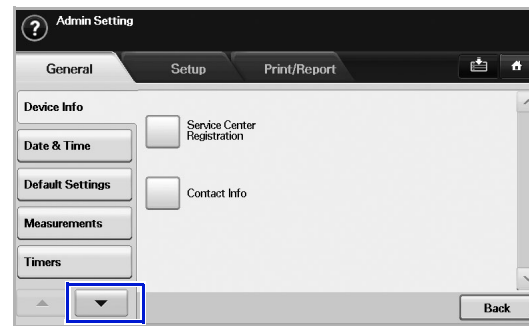 Admin Setting
General
Setup
Print/Report
Device Info
Date & Time
Default Settings
Measurements
Timers
Service Center
Registration
Contact Info
Back